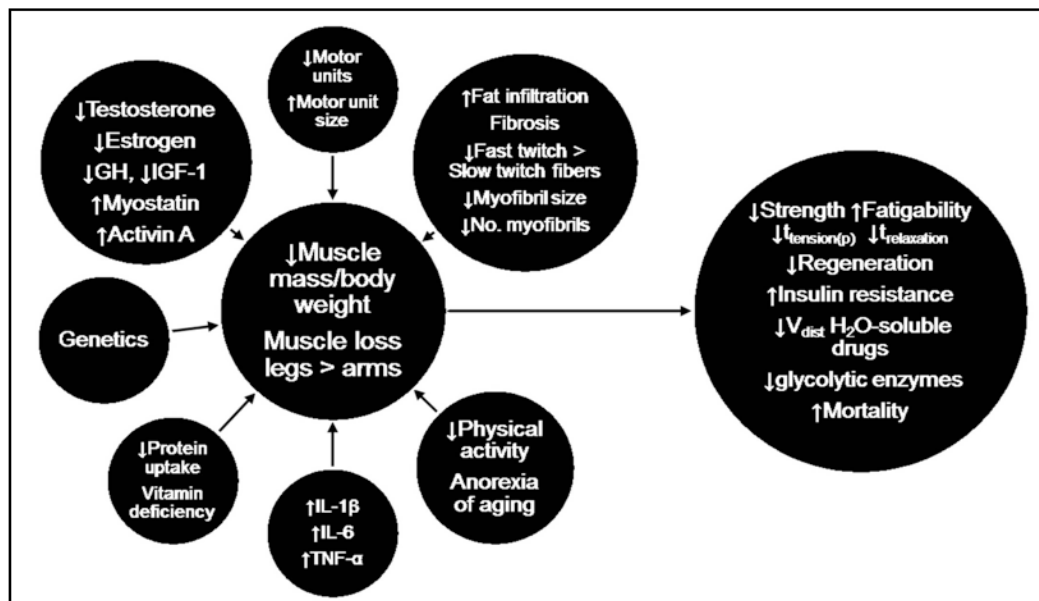 ↓Motor
units
↑Motor unit
size
↓Testosterone
↓Estrogen
↓GH, ↓IGF-1
↑Myostatin
↑Activin A
↑Fat infiltration
Fibrosis
↓Fast twitch >
Slow twitch fibers
↓Myofibril size
↓No. myofibrils
↓Muscle
mass/body
weight
Muscle loss
legs > arms
Genetics
↓Protein
uptake
Vitamin
deficiency
↑IL-1β
↑IL-6
↑TNF-α
↓Physical
activity
Anorexia
of aging
↓Strength ↑Fatigability
↓t tension(p) ↓t relaxation
↓Regeneration
↑Insulin resistance
↓V dist H₂O-soluble
drugs
↓glycolytic enzymes
↑Mortality